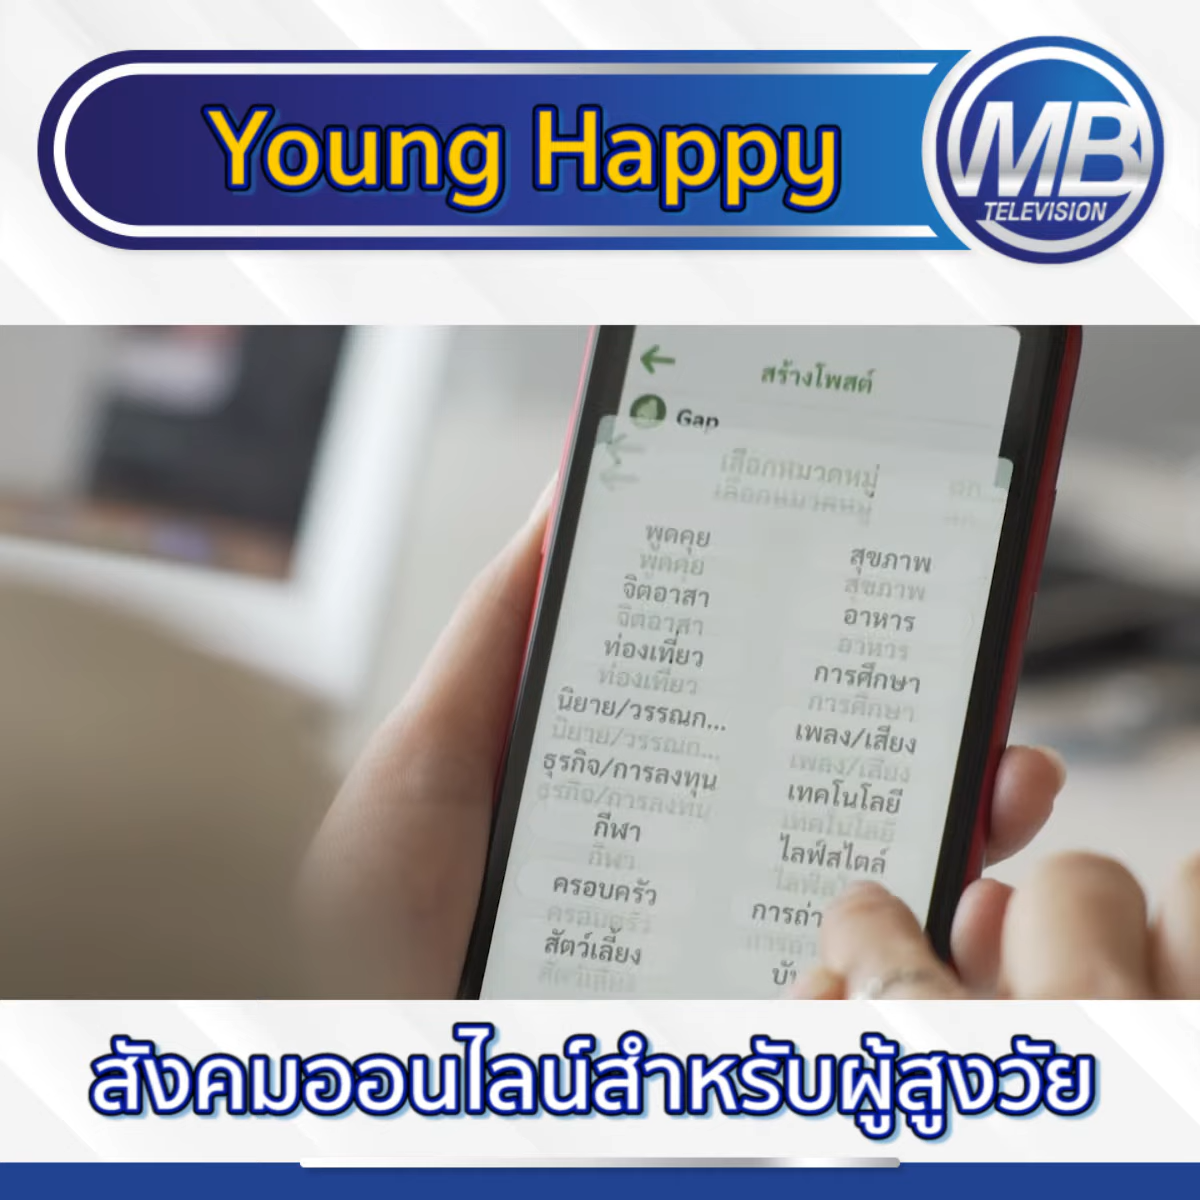 Young Happy
MB
TELEVISION
สร้างโพสต์
Gap
เลือกหมวดหมู่
พูดคุย
สุขภาพ
จิตอาสา
อาหาร
ท่องเที่ยว
การศึกษา
นิยาย/วรรณก...
เพลง/เสียง
ธุรกิจ/การลงทุน
เทคโนโลยี
กีฬา
ไลฟ์สไตล์
ครอบครัว
การถ่า
สัตว์เลี้ยง
สังคมออนไลน์สำหรับผู้สูงวัย